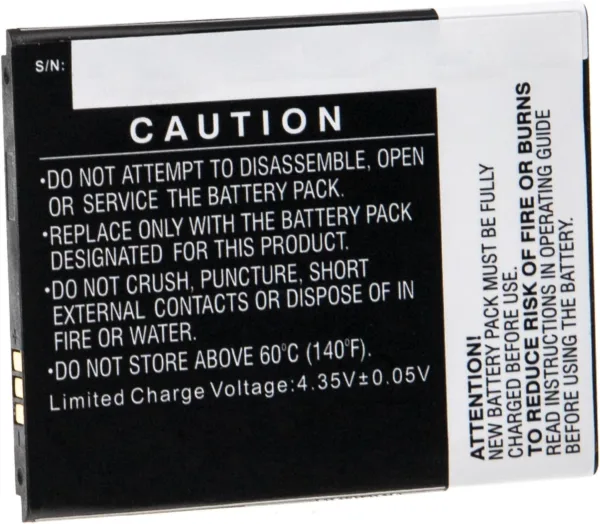 S/N:
CAUTION
•DO NOT ATTEMPT TO DISASSEMBLE, OPEN
OR SERVICE THE BATTERY PACK.
•REPLACE ONLY WITH THE BATTERY PACK
DESIGNATED FOR THIS PRODUCT.
•DO NOT CRUSH, PUNCTURE, SHORT
EXTERNAL CONTACTS OR DISPOSE OF IN
FIRE OR WATER.
•DO NOT STORE ABOVE 60°C (140°F).
Limited Charge Voltage:4.35V±0.05V
ATTENTION!
NEW BATTERY PACK MUST BE FULLY
CHARGED BEFORE USE.
TO REDUCE RISK OF FIRE OR BURNS
READ INSTRUCTIONS IN OPERATING GUIDE
BEFORE USING THE BATTERY.